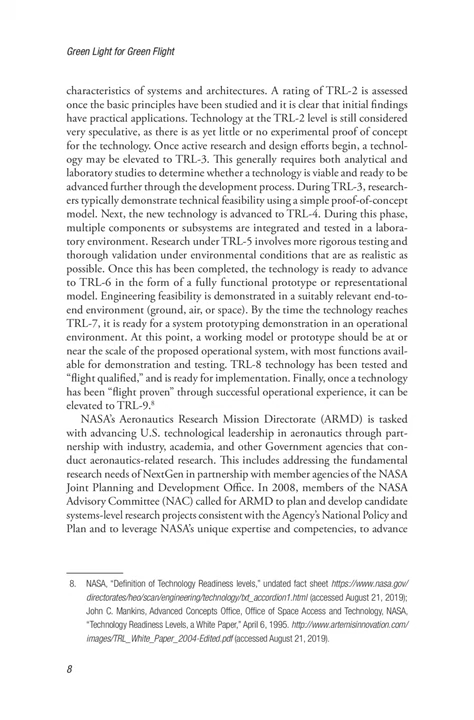 Green Light for Green Flight
characteristics of systems and architectures. A rating of TRL-2 is assessed
once the basic principles have been studied and it is clear that initial findings
have practical applications. Technology at the TRL-2 level is still considered
very speculative, as there is as yet little or no experimental proof of concept
for the technology. Once active research and design efforts begin, a technol-
ogy may be elevated to TRL-3. This generally requires both analytical and
laboratory studies to determine whether a technology is viable and ready to be
advanced further through the development process. During TRL-3, research-
ers typically demonstrate technical feasibility using a simple proof-of-concept
model. Next, the new technology is advanced to TRL-4. During this phase,
multiple components or subsystems are integrated and tested in a labora-
tory environment. Research under TRL-5 involves more rigorous testing and
thorough validation under environmental conditions that are as realistic as
possible. Once this has been completed, the technology is ready to advance
to TRL-6 in the form of a fully functional prototype or representational
model. Engineering feasibility is demonstrated in a suitably relevant end-to-
end environment (ground, air, or space). By the time the technology reaches
TRL-7, it is ready for a system prototyping demonstration in an operational
environment. At this point, a working model or prototype should be at or
near the scale of the proposed operational system, with most functions avail-
able for demonstration and testing. TRL-8 technology has been tested and
“flight qualified,” and is ready for implementation. Finally, once a technology
has been “flight proven” through successful operational experience, it can be
elevated to TRL-9.8
NASA’s Aeronautics Research Mission Directorate (ARMD) is tasked
with advancing U.S. technological leadership in aeronautics through part-
nership with industry, academia, and other Government agencies that con-
duct aeronautics-related research. This includes addressing the fundamental
research needs of NextGen in partnership with member agencies of the NASA
Joint Planning and Development Office. In 2008, members of the NASA
Advisory Committee (NAC) called for ARMD to plan and develop candidate
systems-level research projects consistent with the Agency’s National Policy and
Plan and to leverage NASA’s unique expertise and competencies, to advance
8. NASA, “Definition of Technology Readiness levels,” undated fact sheet https://www.nasa.gov/
directorates/heo/scan/engineering/technology/txt_accordion1.html (accessed August 21, 2019);
John C. Mankins, Advanced Concepts Office, Office of Space Access and Technology, NASA,
“Technology Readiness Levels, a White Paper,” April 6, 1995. http://www.artemisinnovation.com/
images/TRL_White_Paper_2004-Edited.pdf (accessed August 21, 2019).
8